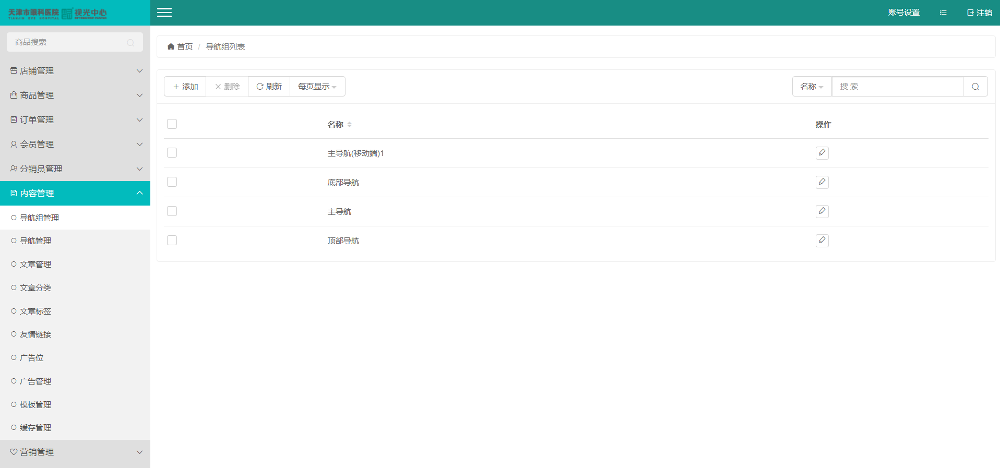 天津市眼科医院 视光中心
TIANJIN EYE HOSPITAL
账号设置
注销
商品搜索
店铺管理
商品管理
订单管理
会员管理
分销员管理
内容管理
导航组管理
导航管理
文章管理
文章分类
文章标签
友情链接
广告位
广告管理
模板管理
缓存管理
营销管理
首页 / 导航组列表
添加 删除 刷新 每页显示
名称 搜 索
名称 操作
主导航(移动端)1
底部导航
主导航
顶部导航